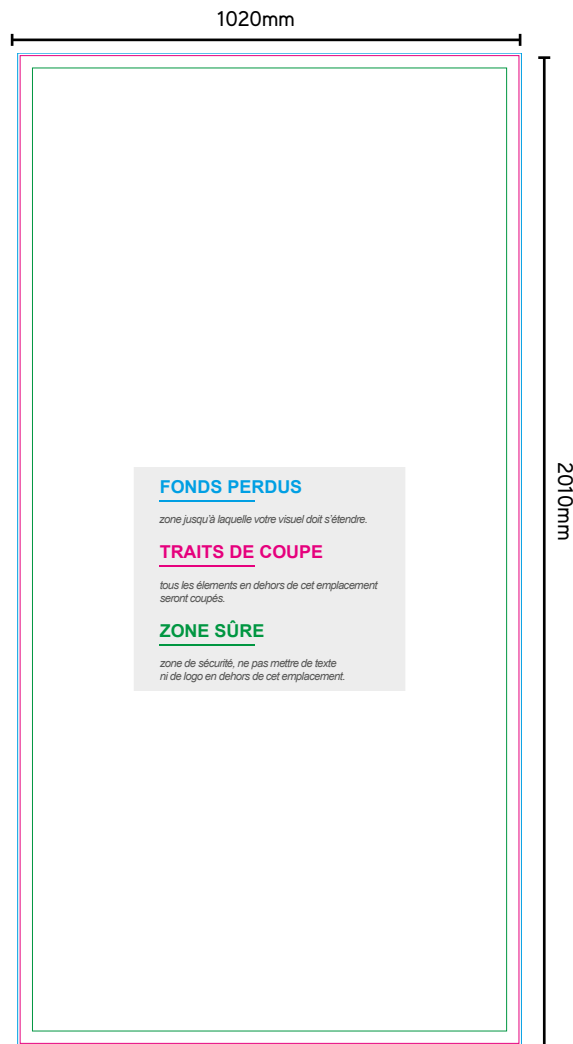 1020mm
2010mm
FONDS PERDUS
zone jusqu'à laquelle votre visuel doit s'étendre.
TRAITS DE COUPE
tous les élements en dehors de cet emplacement
seront coupés.
ZONE SÛRE
zone de sécurité, ne pas mettre de texte
ni de logo en dehors de cet emplacement.